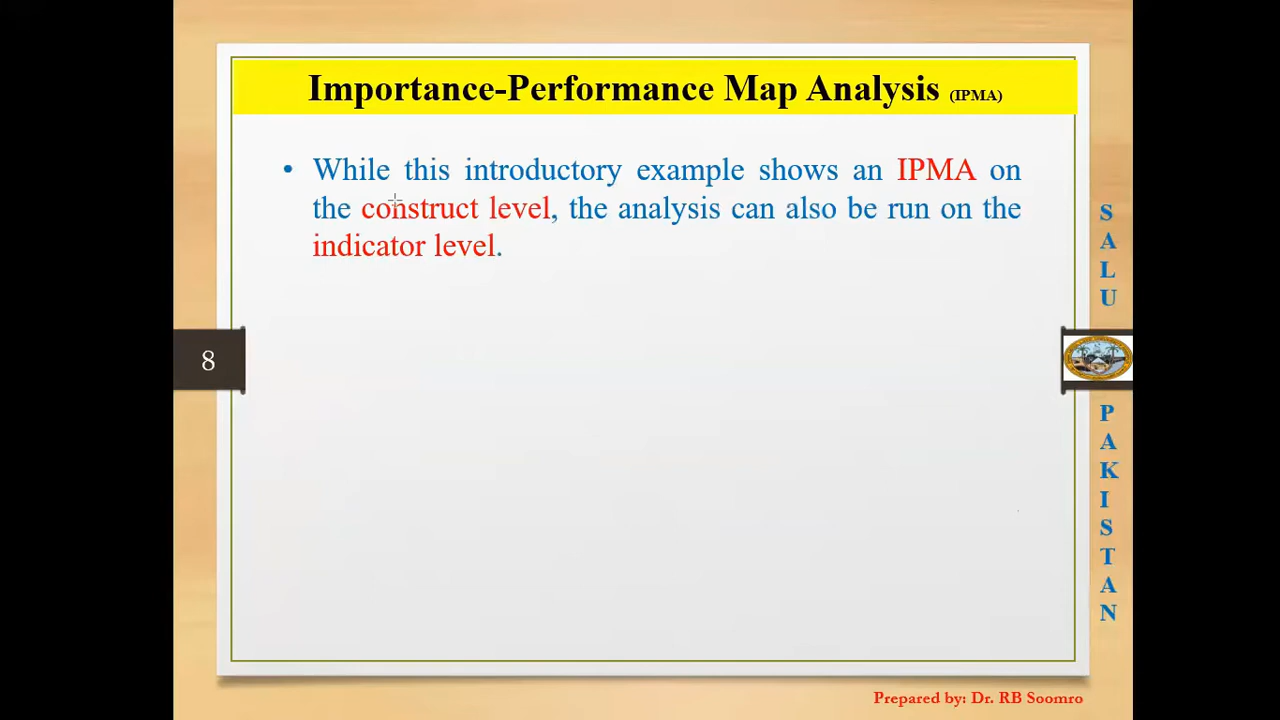 Importance-Performance Map Analysis (IPMA)
• While this introductory example shows an IPMA on
the construct level, the analysis can also be run on the
indicator level.
8
S
A
L
U
P
A
K
I
S
T
A
N
Prepared by: Dr. RB Soomro